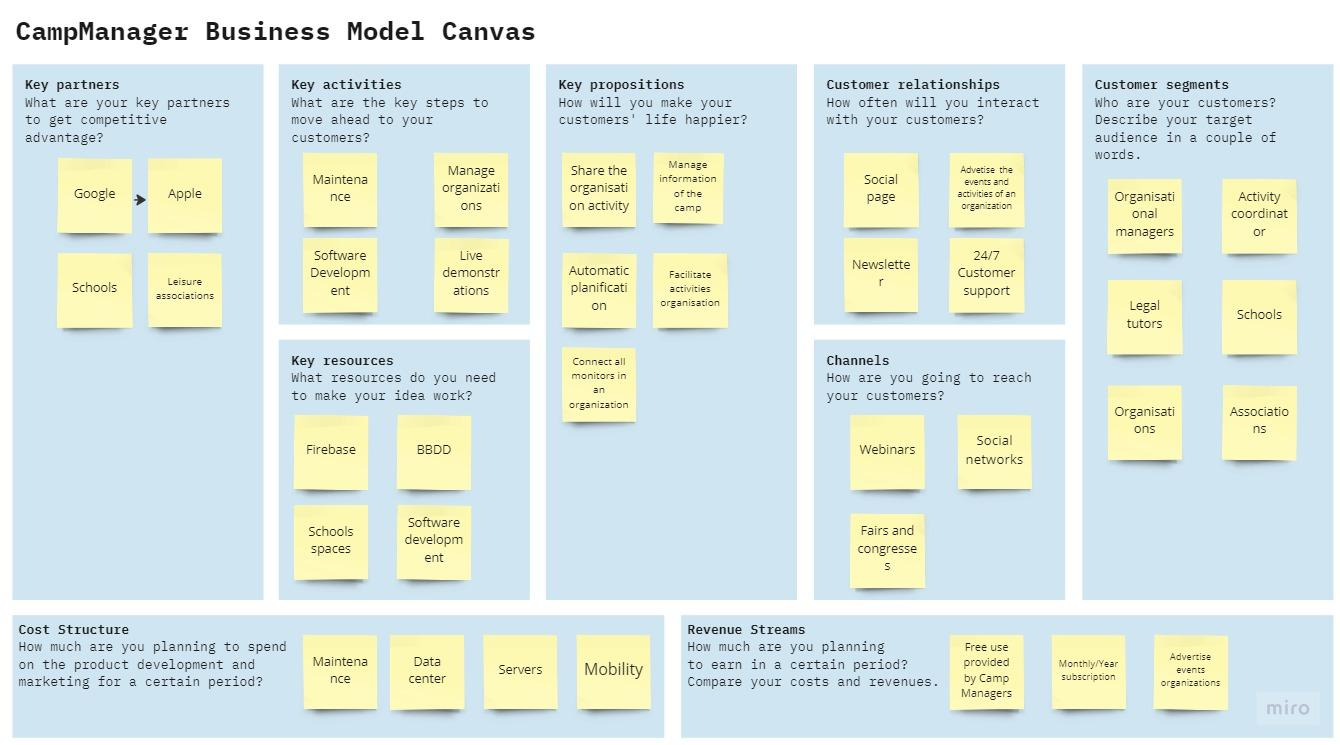 CampManager Business Model Canvas
Key partners
What are your key partners
to get competitive
advantage?
Google
Apple
Schools
Leisure
associations
Key activities
What are the key steps to
move ahead to your
customers?
Maintena
nce
Manage
organizati
ons
Software
Developm
ent
Live
demonstr
ations
Key resources
What resources do you need
to make your idea work?
Firebase
BBDD
Schools
spaces
Software
developm
ent
Key propositions
How will you make your
customers' life happier?
Share the
organisati
on activity
Manage
information
of the
camp
Automatic
planificati
on
Facilitate
activities
organisation
Connect all
monitors in
an
organization
Customer relationships
How often will you interact
with your customers?
Social
page
Advetise the
events and
activities of an
organization
Newslette
r
24/7
Customer
support
Channels
How are you going to reach
your customers?
Webinars
Social
networks
Fairs and
congresse
s
Customer segments
Who are your customers?
Describe your target
audience in a couple of
words.
Organisati
onal
managers
Activity
coordinat
or
Legal
tutors
Schools
Organisati
ons
Associatio
ns
Cost Structure
How much are you planning to spend
on the product development and
marketing for a certain period?
Maintena
nce
Data
center
Servers
Mobility
Revenue Streams
How much are you planning
to earn in a certain period?
Compare your costs and revenues.
Free use
provided
by Camp
Managers
Monthly/Year
subscription
Advertise
events
organizations
miro